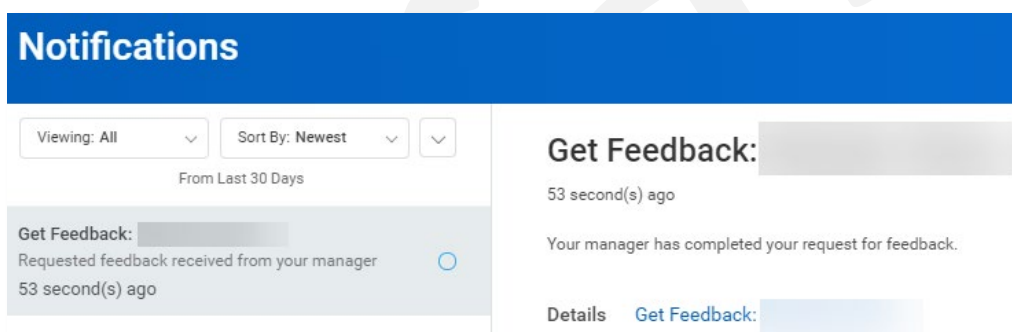 Notifications
Viewing: All
Sort By: Newest
From Last 30 Days
Get Feedback:
Requested feedback received from your manager
53 second(s) ago
Get Feedback:
53 second(s) ago
Your manager has completed your request for feedback.
Details Get Feedback: